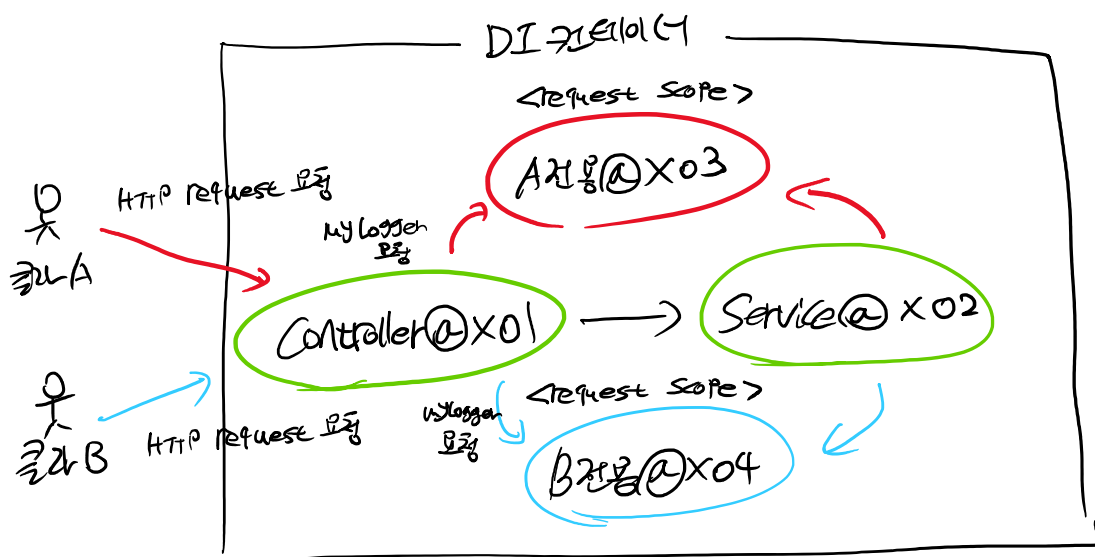 DI 컨테이너
<request scope>
A전용@X03
HTTP request 요청
MyLogger
요청
클라A
Controller@X01
Service@X02
<request scope>
클라B
HTTP request 요청
myLogger
요청
B전용@X04